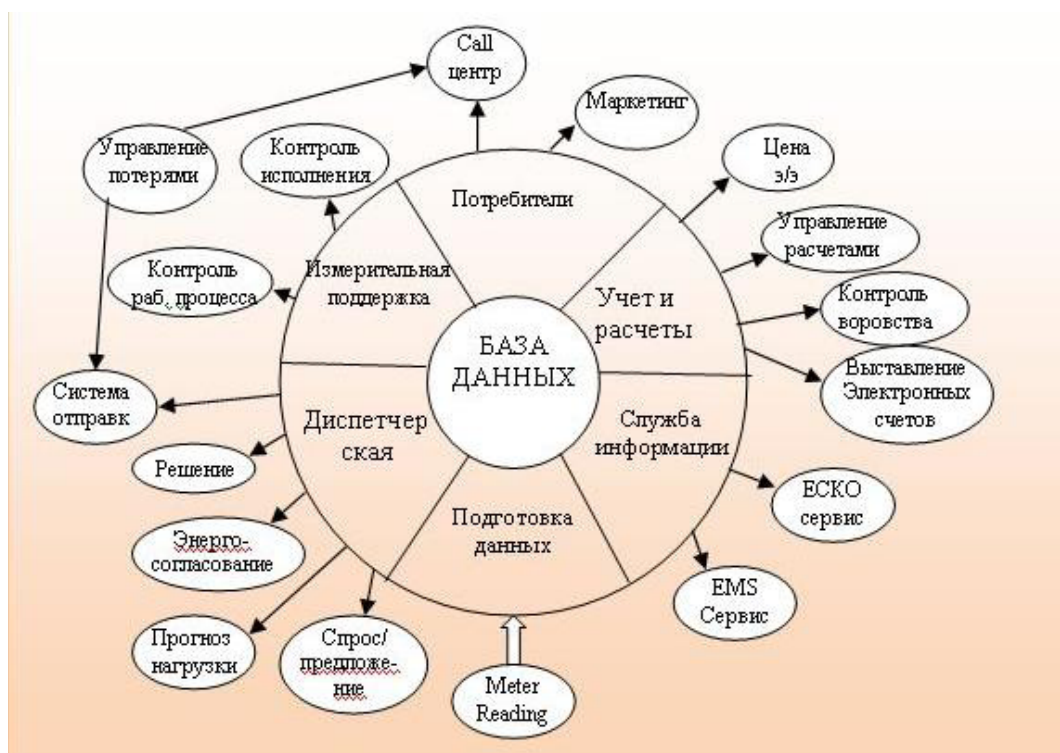 Call
центр
Маркетинг
Управление
потерями
Контроль
исполнения
Цена
э/э
Потребители
Управление
расчетами
Контроль
раб. процесса
Измерительная
поддержка
Учет и
расчеты
Контроль
воровства
БАЗА
ДАННЫХ
Выставление
Электронных
счетов
Система
отправк
Диспетчер
ская
Служба
информации
Решение
ЕСКО
сервис
Подготовка
данных
Энерго-
согласование
EMS
Сервис
Прогноз
нагрузки
Спрос/
предложе-
ние
Meter
Reading